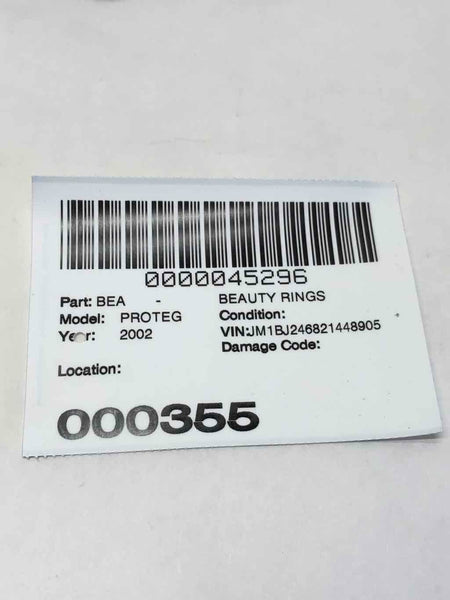 0000045296
Part: BEA - BEAUTY RINGS
Model: PROTEG Condition:
Year: 2002 VIN:JM1BJ246821448905
Damage Code:
Location:
000355